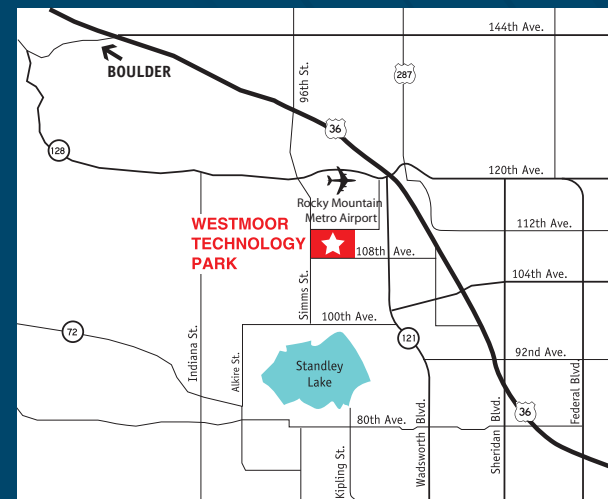 144th Ave.
BOULDER
96th St.
287
36
128
120th Ave.
Rocky Mountain
Metro Airport
WESTMOOR
TECHNOLOGY
PARK
112th Ave.
108th Ave.
104th Ave.
Simms St.
100th Ave.
72
121
Indiana St.
Alkire St.
Standley
Lake
92nd Ave.
80th Ave.
Kipling St.
Wadsworth Blvd.
Sheridan Blvd.
36
Federal Blvd.